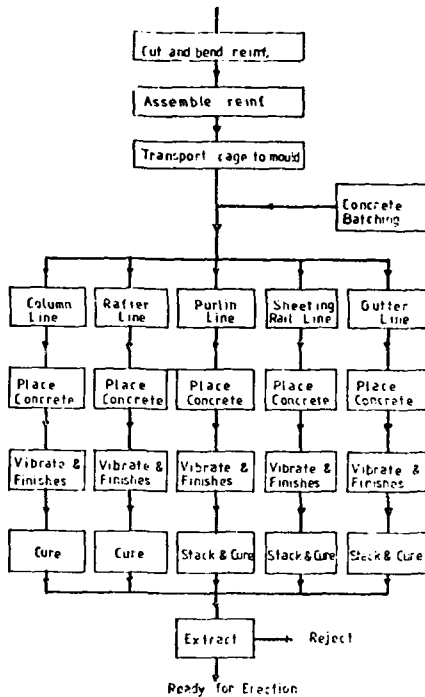 Cut and bend reinf.
Assemble reinf
Transport cage to mould
Concrete
Batching
Column
Line
Rafter
Line
Purlin
Line
Sheeting
Rail Line
Gutter
Line
Place
Concrete
Place
Concrete
Place
Concrete
Place
Concrete
Place
Concrete
Vibrate &
Finishes
Vibrate &
Finishes
Vibrate &
Finishes
Vibrate &
Finishes
Vibrate &
Finishes
Cure
Cure
Stack & Cure
Stack & Cure
Stack & Cure
Extract
Reject
Ready for Erection